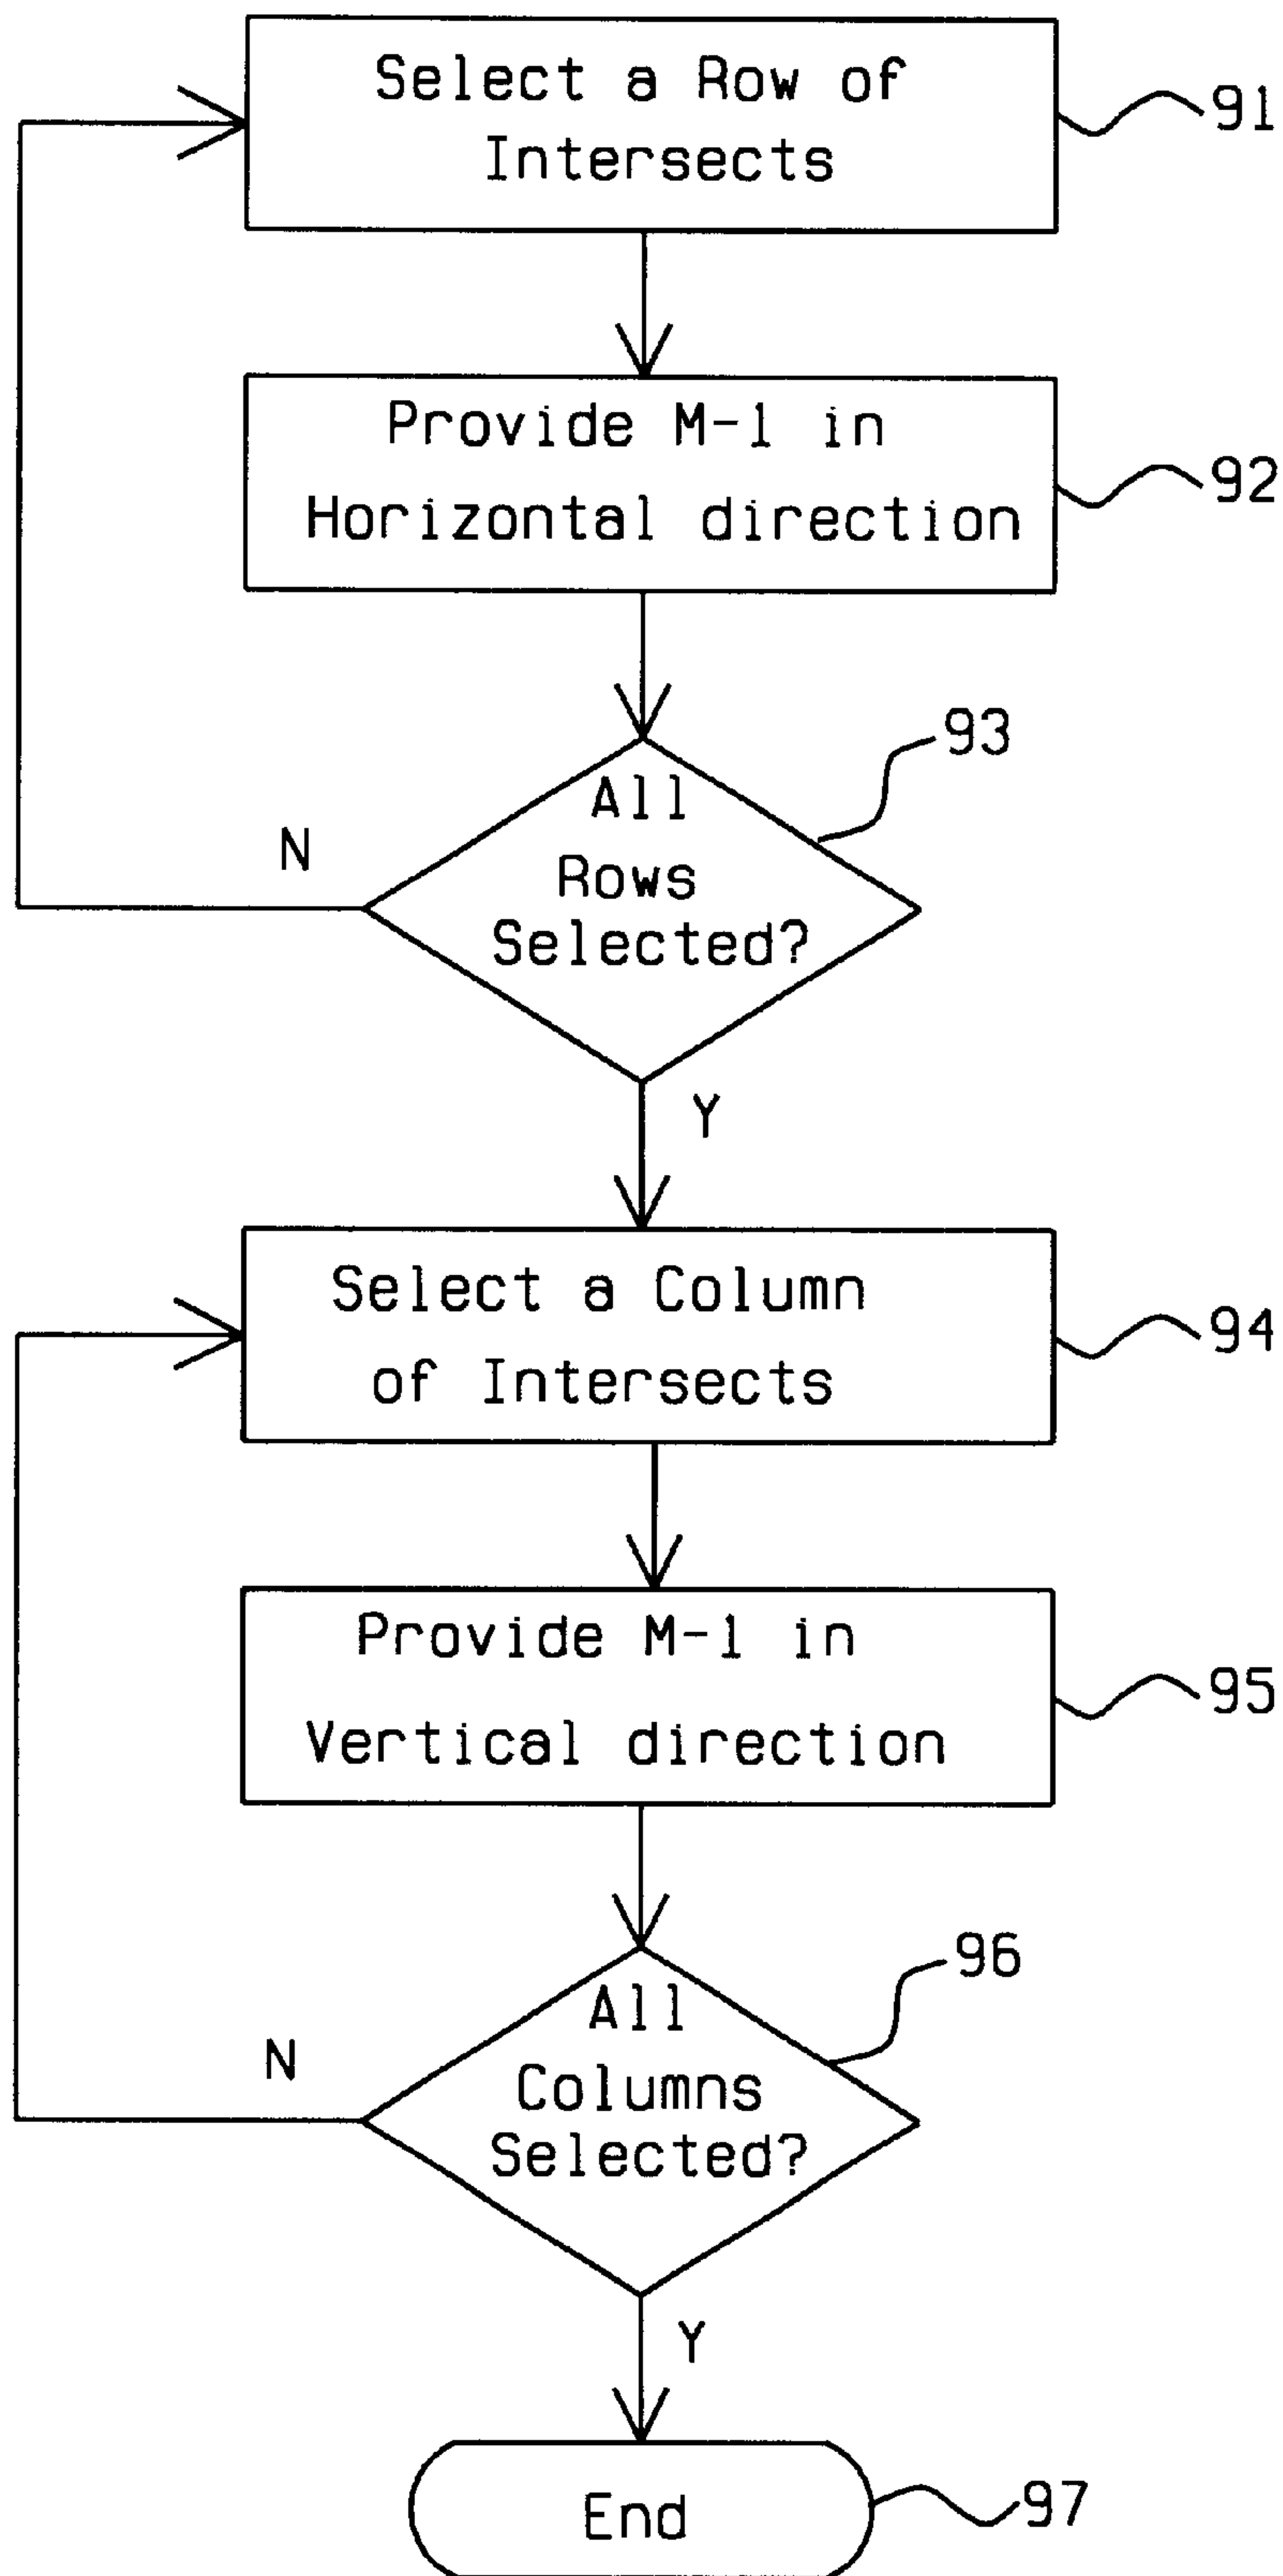 Select a Row of
Intersects
91
Provide M-1 in
Horizontal direction
92
93
All
Rows
Selected?
N
Y
Select a Column
of Intersects
94
Provide M-1 in
Vertical direction
95
96
All
Columns
Selected?
N
Y
End
97